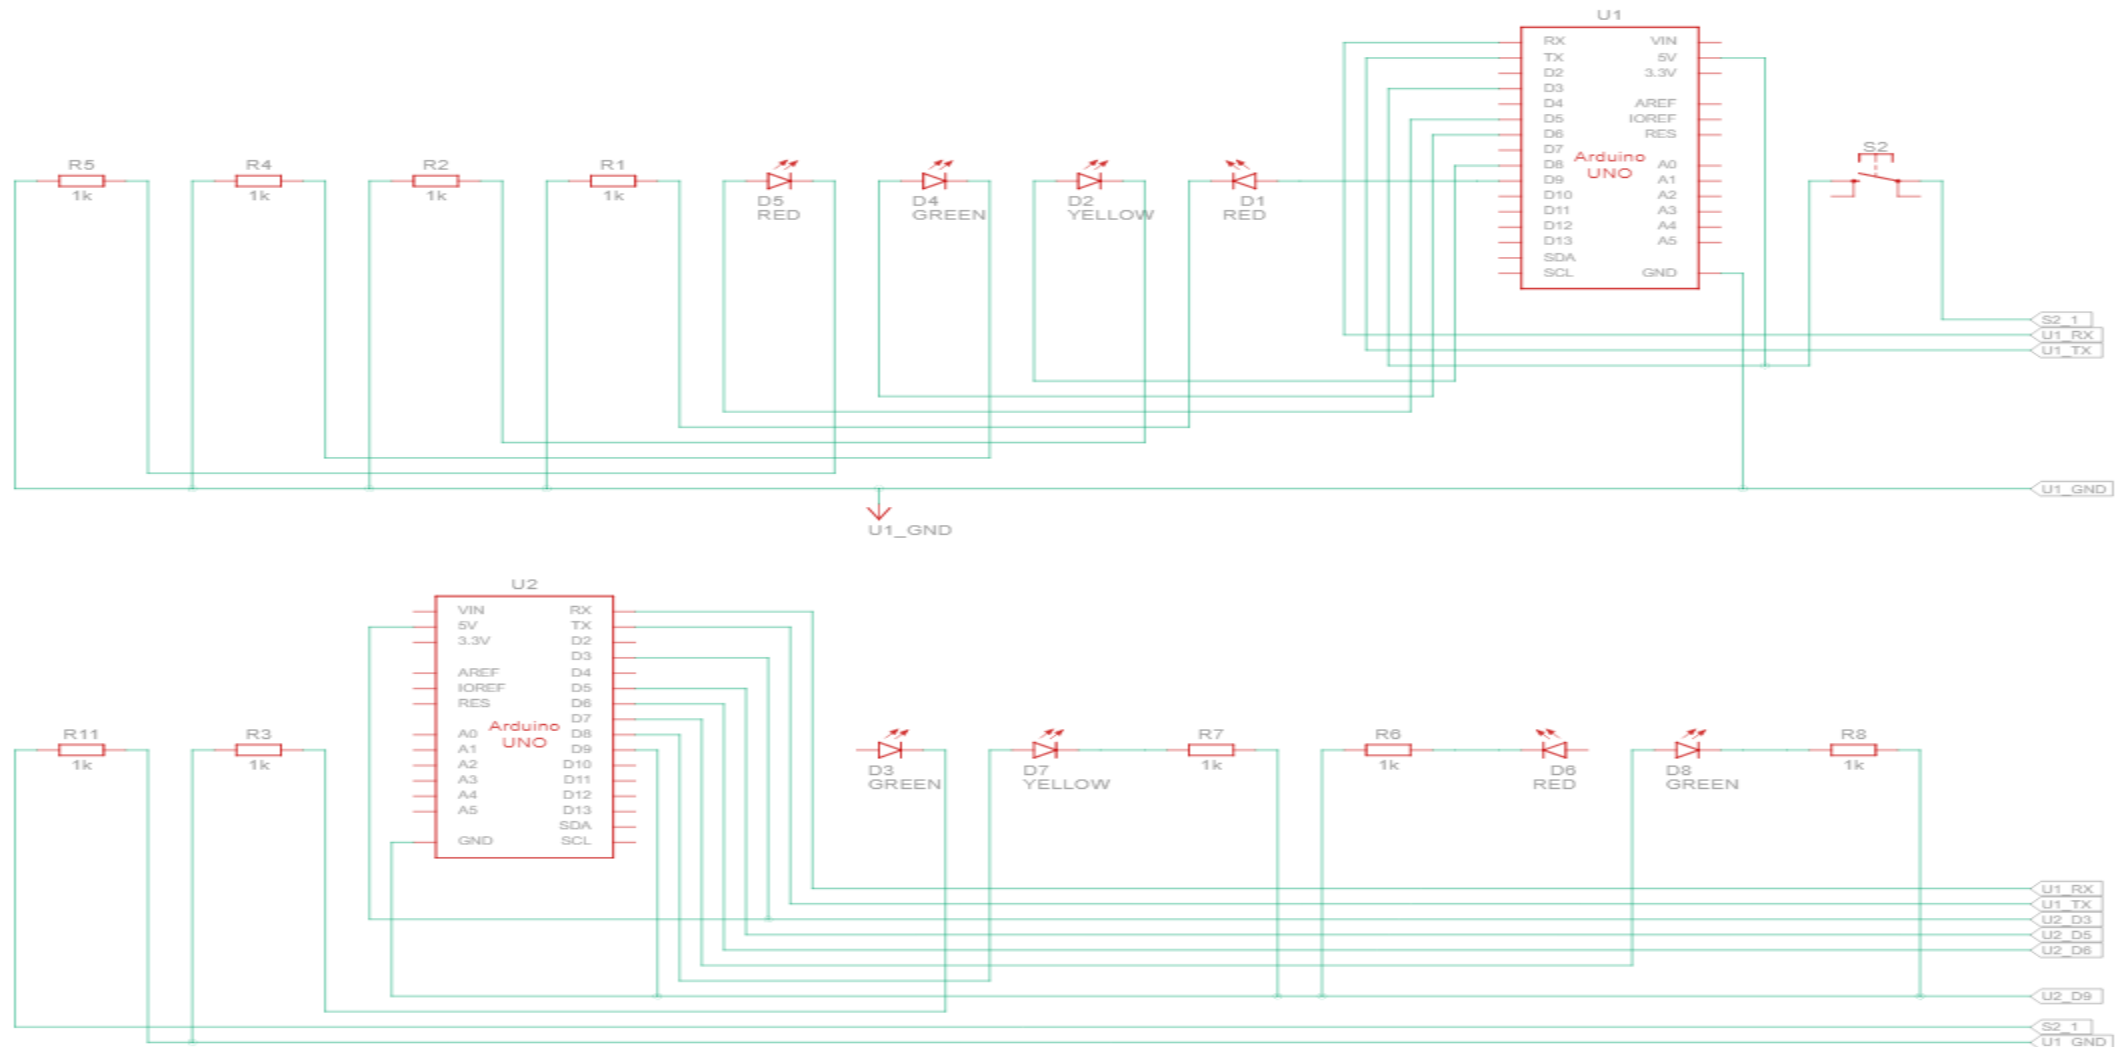 U1
RX VIN
TX 5V
D2 3.3V
D3
D4 AREF
D5 IOREF
D6 RES
D7
Arduino
UNO
D8 A0
D9 A1
D10 A2
D11 A3
D12 A4
D13 A5
SDA
SCL GND
S2
R5
1k
R4
1k
R2
1k
R1
1k
D5
RED
D4
GREEN
D2
YELLOW
D1
RED
S2_1
U1_RX
U1_TX
U1_GND
U1_GND
U2
VIN RX
5V TX
3.3V D2
D3
AREF D4
IOREF D5
RES D6
D7
Arduino
UNO
A0 D8
A1 D9
A2 D10
A3 D11
A4 D12
A5 D13
SDA
GND SCL
R11
1k
R3
1k
D3
GREEN
D7
YELLOW
R7
1k
R6
1k
D6
RED
D8
GREEN
R8
1k
U1_RX
U1_TX
U2_D3
U2_D5
U2_D6
U2_D9
S2_1
U1_GND